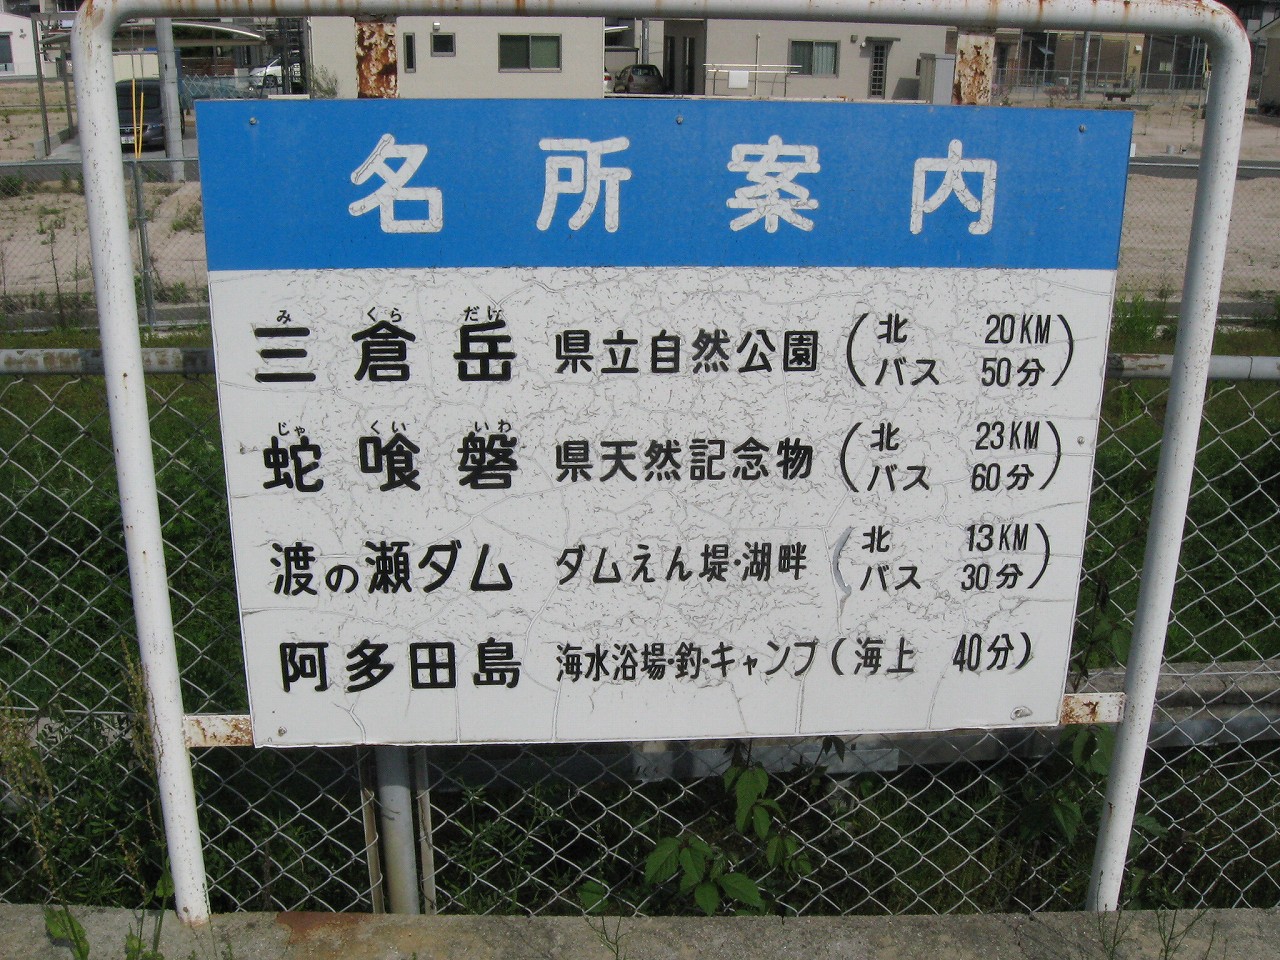 名所案内
み くら だけ
三倉岳 県立自然公園 (北 20KM
バス 50分)
じゃ くい いわ
蛇喰磐 県天然記念物 (北 23KM
バス 60分)
渡の瀬ダム ダムえん堤・湖畔 (北 13KM
バス 30分)
阿多田島 海水浴場・釣・キャンプ (海上 40分)